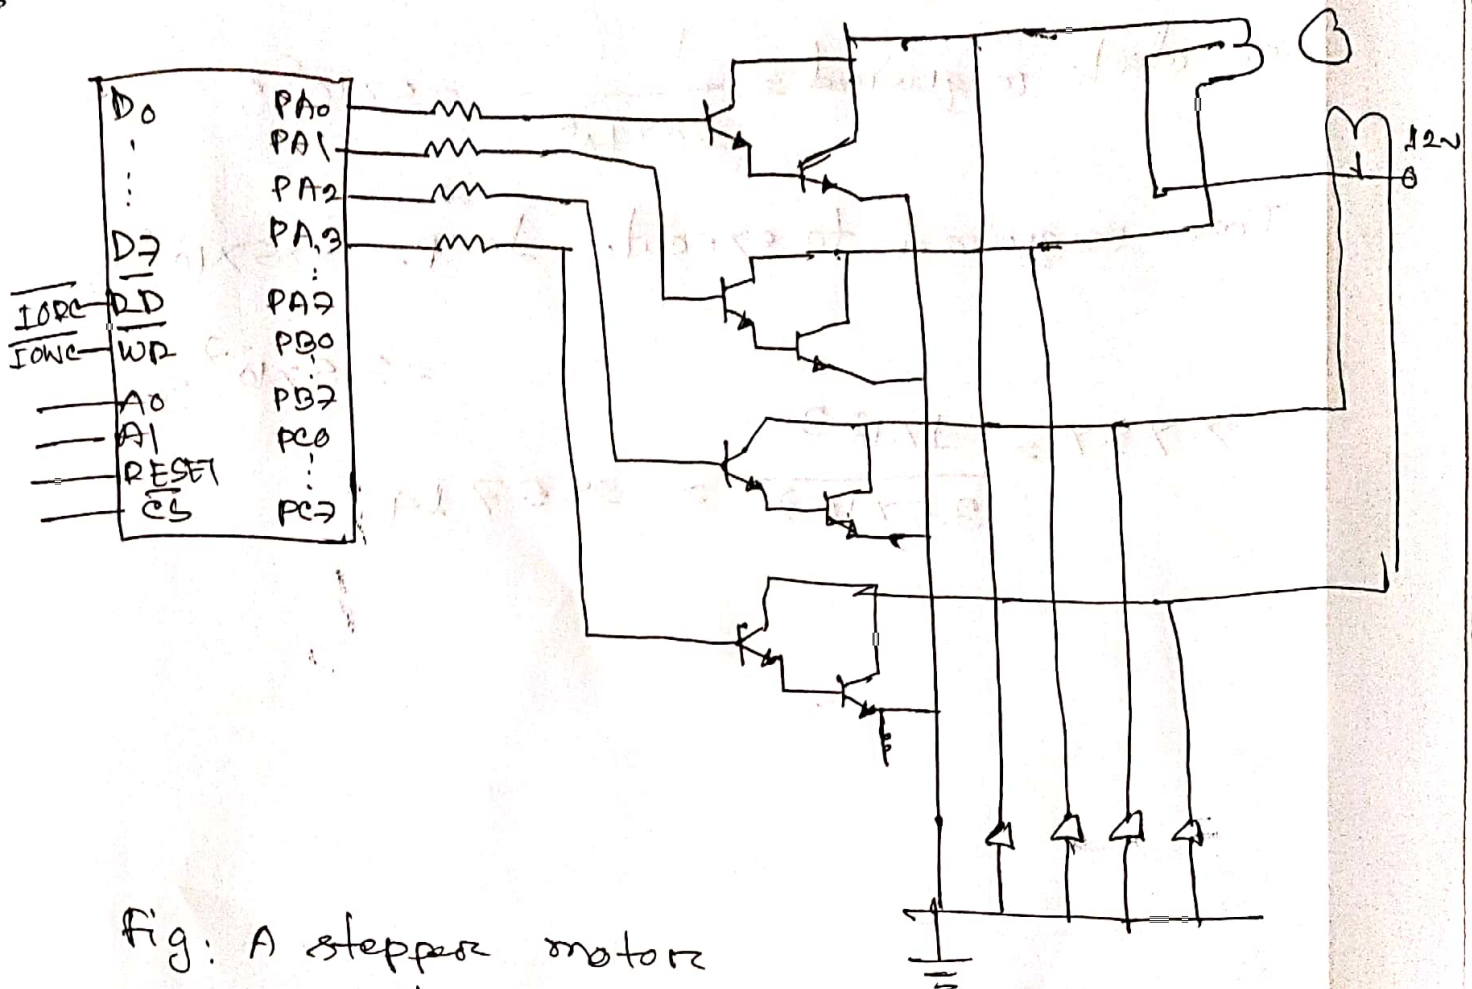 D0 PA0
PA1
PA2
D7 PA3
IORC RD PA7
IOWC WR PB0
A0 PB7
A1 PC0
RESET
CS PC7
12v
Fig: A stepper motor